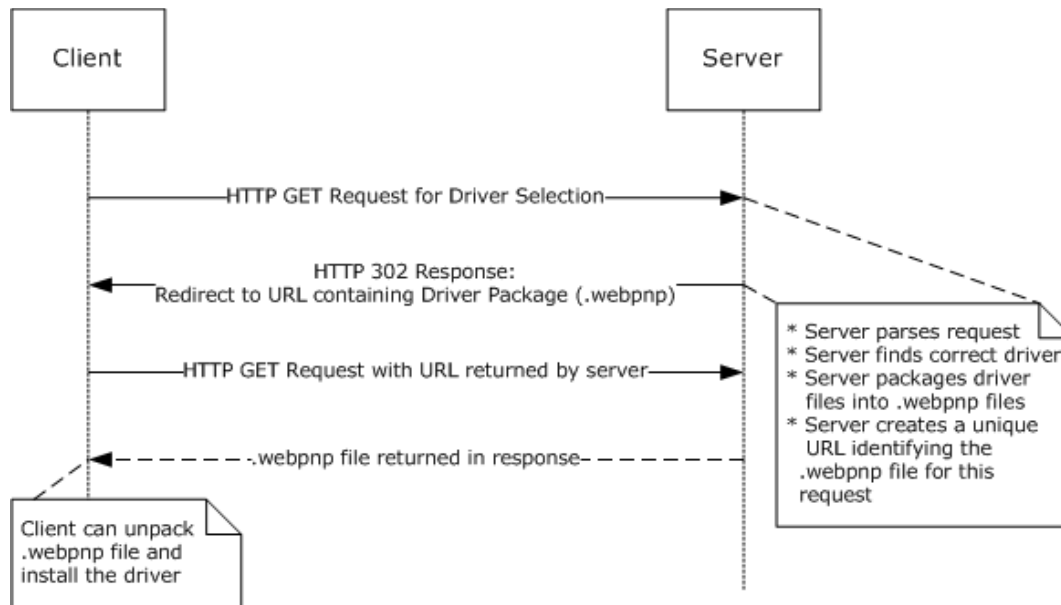 Client
Server
HTTP GET Request for Driver Selection
HTTP 302 Response:
Redirect to URL containing Driver Package (.webpnp)
* Server parses request
* Server finds correct driver
* Server packages driver
files into .webpnp files
* Server creates a unique
URL identifying the
.webpnp file for this
request
HTTP GET Request with URL returned by server
.webpnp file returned in response
Client can unpack
.webpnp file and
install the driver